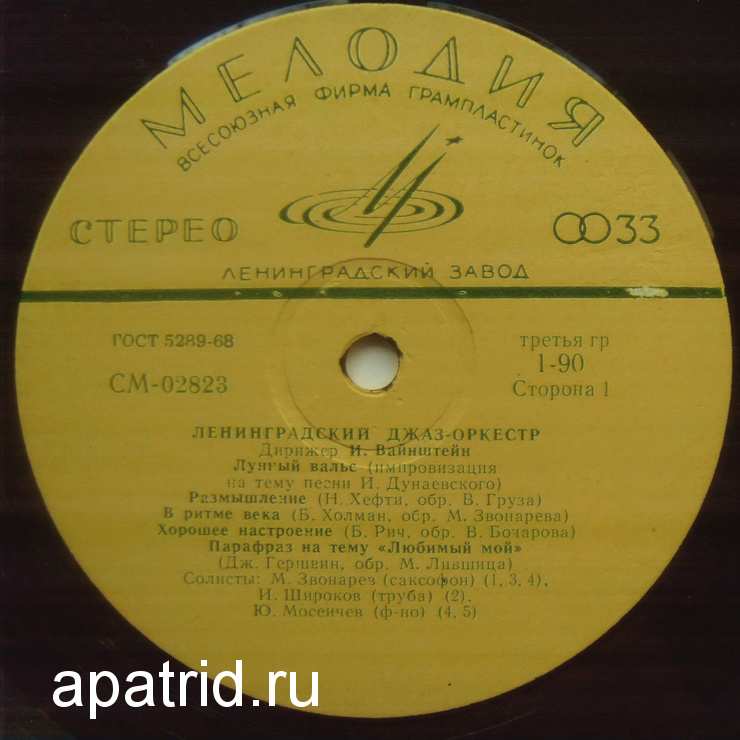 МЕЛОДИЯ
ВСЕСОЮЗНАЯ ФИРМА ГРАМПЛАСТИНОК
СТЕРЕО
33
ЛЕНИНГРАДСКИЙ ЗАВОД
ГОСТ 5289-68
третья гр
СМ-02823
1-90
Сторона 1
ЛЕНИНГРАДСКИЙ ДЖАЗ-ОРКЕСТР
Дирижер И. Вайнштейн
Лунный вальс (импровизация
на тему песни И. Дунаевского)
Размышление (Н. Хефти, обр. В. Груза)
В ритме века (Б. Холман, обр. М. Звонарева)
Хорошее настроение (Б. Рич, обр. В. Бочарова)
Парафраз на тему «Любимый мой»
(Дж. Гершвин, обр. М. Лившица)
Солисты: М. Звонарев (саксофон) (1, 3, 4),
И. Широков (труба) (2).
Ю. Мосеичев (ф-но) (4, 5)
apatrid.ru